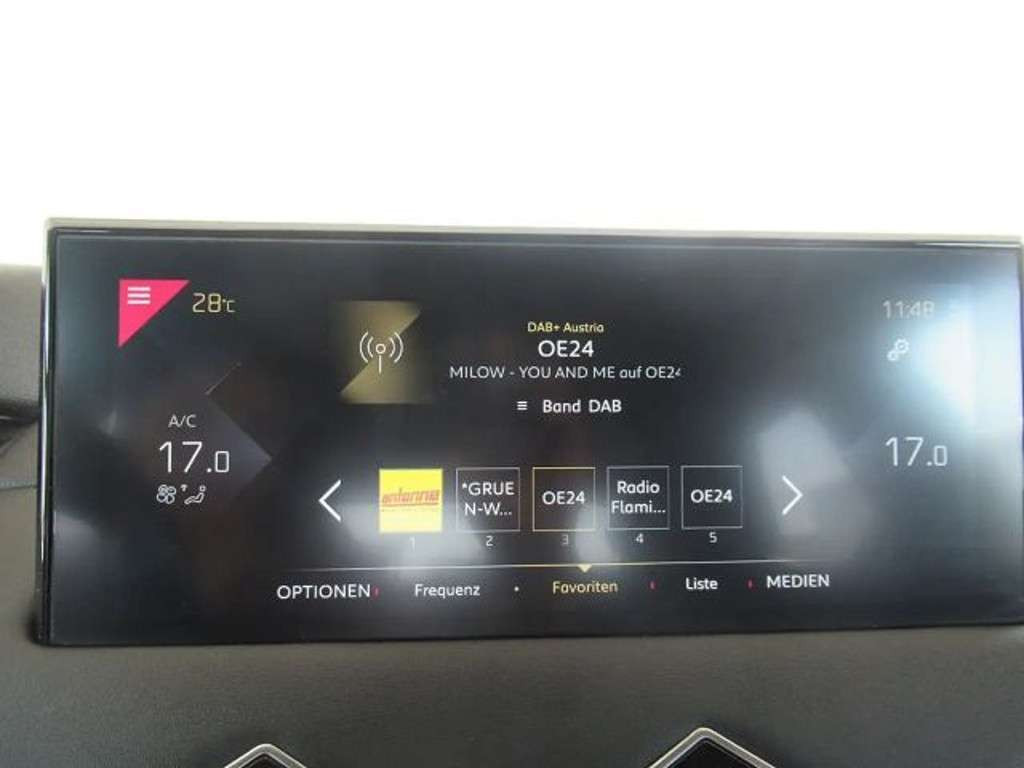 28°C
DAB+ Austria
11:48
OE24
MILOW - YOU AND ME auf OE24
Band DAB
A/C
17.0
17.0
antenne
*GRUE
N-W...
OE24
Radio
Flami...
OE24
1
2
3
4
5
OPTIONEN
Frequenz
Favoriten
Liste
MEDIEN